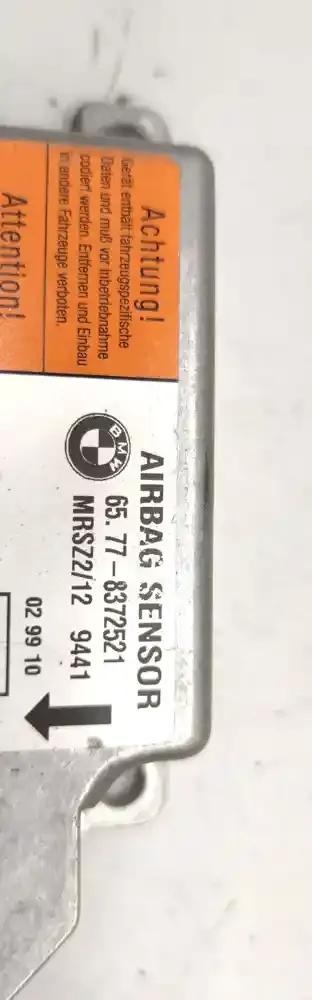 Achtung!
Gerät enthält fahrzeugspezifische
Daten und muß vor Inbetriebnahme
codiert werden. Entfernen und Einbau
in andere Fahrzeuge verboten.
Attention!
BMW
AIRBAG SENSOR
65. 77-8372521
MRSZ2/12 9441
02 99 10